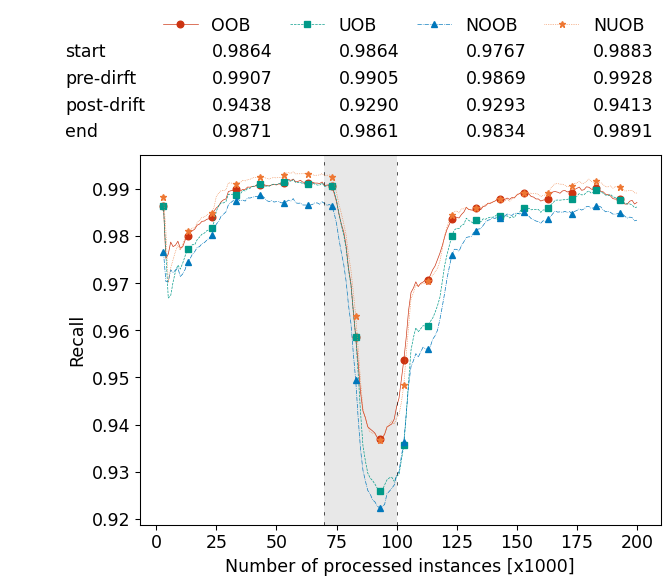 OOB UOB NOOB NUOB
start 0.9864 0.9864 0.9767 0.9883
pre-dirft 0.9907 0.9905 0.9869 0.9928
post-drift 0.9438 0.9290 0.9293 0.9413
end 0.9871 0.9861 0.9834 0.9891
0.99
0.98
0.97
0.96
0.95
0.94
0.93
0.92
Recall
0 25 50 75 100 125 150 175 200
Number of processed instances [x1000]